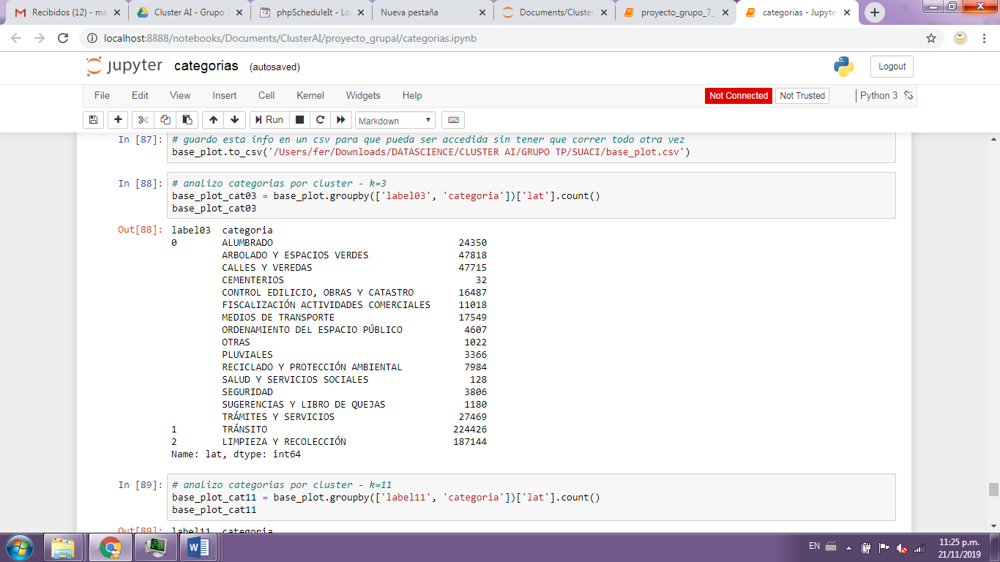 Recibidos (12) - ma
Cluster AI - Grupo 7
phpScheduleIt - Lo
Nueva pestaña
Documents/Cluster
proyecto_grupo_7_
categorias - Jupyte
localhost:8888/notebooks/Documents/ClusterAI/proyecto_grupal/categorias.ipynb
jupyter categorias (autosaved)
Logout
File Edit View Insert Cell Kernel Widgets Help
Not Connected Not Trusted Python 3
Run Markdown
In [87]: # guardo esta info en un csv para que pueda ser accedida sin tener que correr todo otra vez
base_plot.to_csv('/Users/fer/Downloads/DATASCIENCE/CLUSTER AI/GRUPO TP/SUACI/base_plot.csv')
In [88]: # analizo categorias por cluster - k=3
base_plot_cat03 = base_plot.groupby(['label03', 'categoria'])['lat'].count()
base_plot_cat03
Out[88]: label03 categoria
0 ALUMBRADO 24350
ARBOLADO Y ESPACIOS VERDES 47818
CALLES Y VEREDAS 47715
CEMENTERIOS 32
CONTROL EDILICIO, OBRAS Y CATASTRO 16487
FISCALIZACIÓN ACTIVIDADES COMERCIALES 11018
MEDIOS DE TRANSPORTE 17549
ORDENAMIENTO DEL ESPACIO PÚBLICO 4607
OTRAS 1022
PLUVIALES 3366
RECICLADO Y PROTECCIÓN AMBIENTAL 7984
SALUD Y SERVICIOS SOCIALES 128
SEGURIDAD 3806
SUGERENCIAS Y LIBRO DE QUEJAS 1180
TRÁMITES Y SERVICIOS 27469
1 TRÁNSITO 224426
2 LIMPIEZA Y RECOLECCIÓN 187144
Name: lat, dtype: int64
In [89]: # analizo categorias por cluster - k=11
base_plot_cat11 = base_plot.groupby(['label11', 'categoria'])['lat'].count()
base_plot_cat11
Out[89]: label11 categoria
EN
11:25 p.m.
21/11/2019